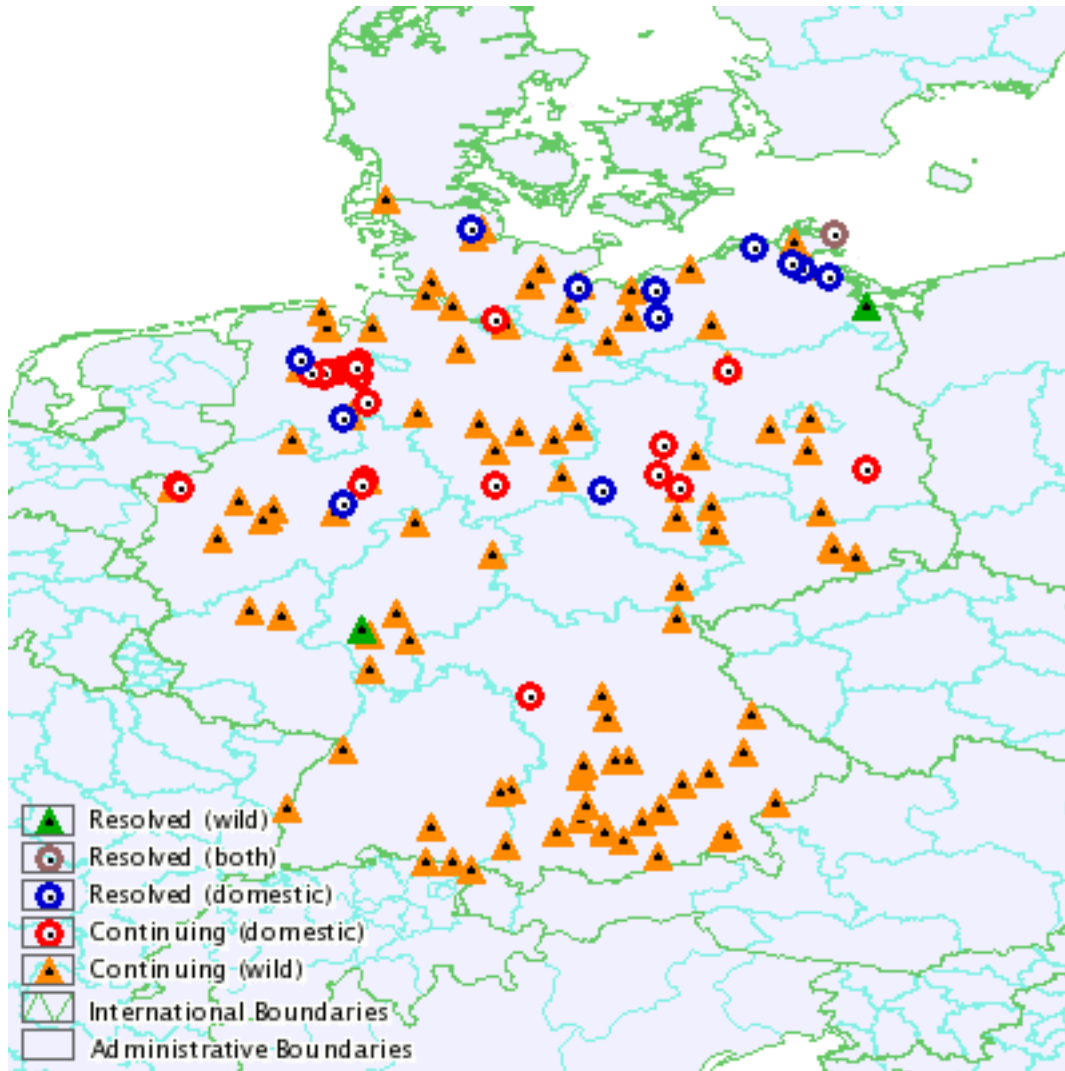 Resolved (wild)
Resolved (both)
Resolved (domestic)
Continuing (domestic)
Continuing (wild)
International Boundaries
Administrative Boundaries